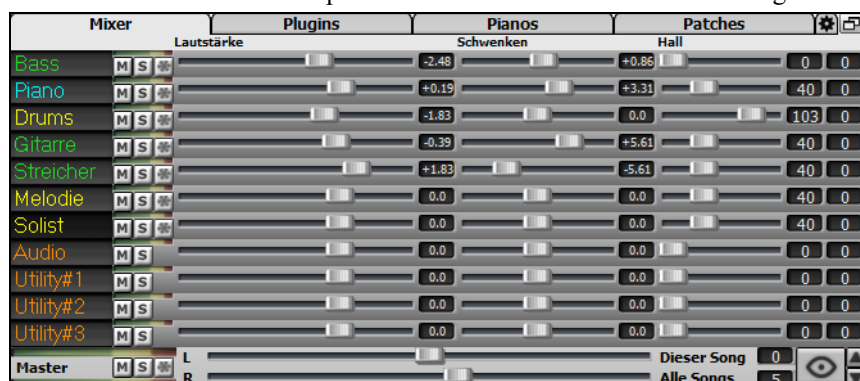 Mixer Plugins Pianos Patches
Lautstärke Schwenken Hall
Bass M S -2.48 +0.86 0 0
Piano M S +0.19 +3.31 40 0
Drums M S -1.83 0.0 103 0
Gitarre M S -0.39 +5.61 40 0
Streicher M S +1.83 -5.61 40 0
Melodie M S 0.0 0.0 40 0
Solist M S 0.0 0.0 40 0
Audio M S 0.0 0.0 0 0
Utility#1 M S 0.0 0.0 0 0
Utility#2 M S 0.0 0.0 0 0
Utility#3 M S 0.0 0.0 0 0
Master M S L Dieser Song 0
R Alle Songs 5